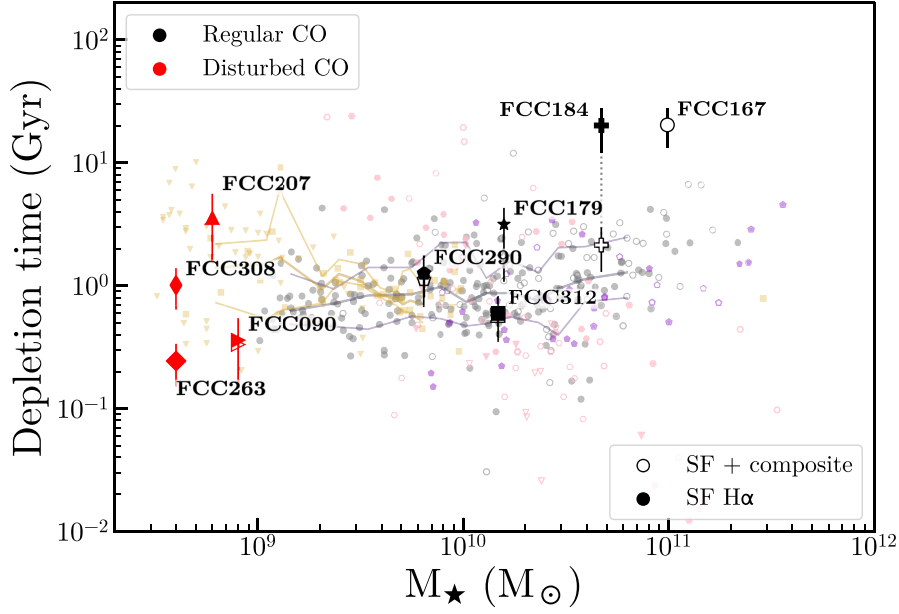 Regular CO
Disturbed CO
FCC184
FCC167
FCC207
FCC179
FCC290
FCC308
FCC312
FCC090
FCC263
SF + composite
SF Hα
10²
10¹
10⁰
10⁻¹
10⁻²
10⁹
10¹⁰
10¹¹
10¹²
Depletion time (Gyr)
M★ (M⊙)